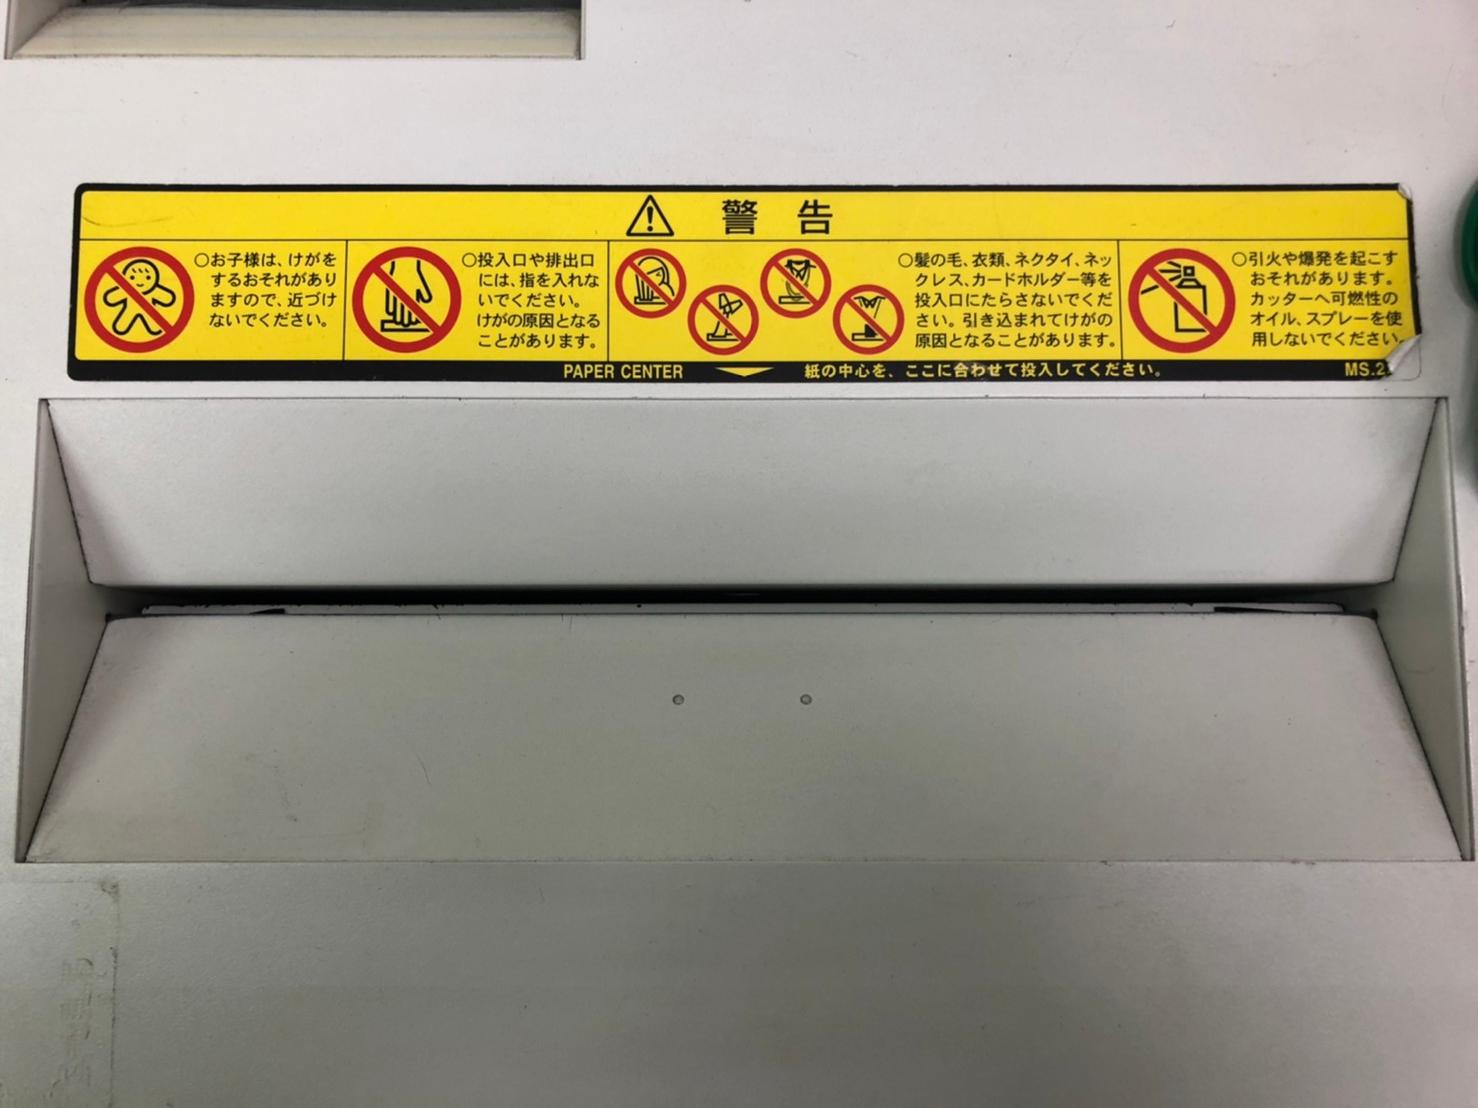 警告
○お子様は、けがを
するおそれがあり
ますので、近づけ
ないでください。
○投入口や排出口
には、指を入れな
いでください。
けがの原因となる
ことがあります。
○髪の毛、衣類、ネクタイ、ネッ
クレス、カードホルダー等を
投入口にたらさないでくだ
さい。引き込まれてけがの
原因となることがあります。
○引火や爆発を起こす
おそれがあります。
カッターへ可燃性の
オイル、スプレーを使
用しないでください。
PAPER CENTER 紙の中心を、ここに合わせて投入してください。